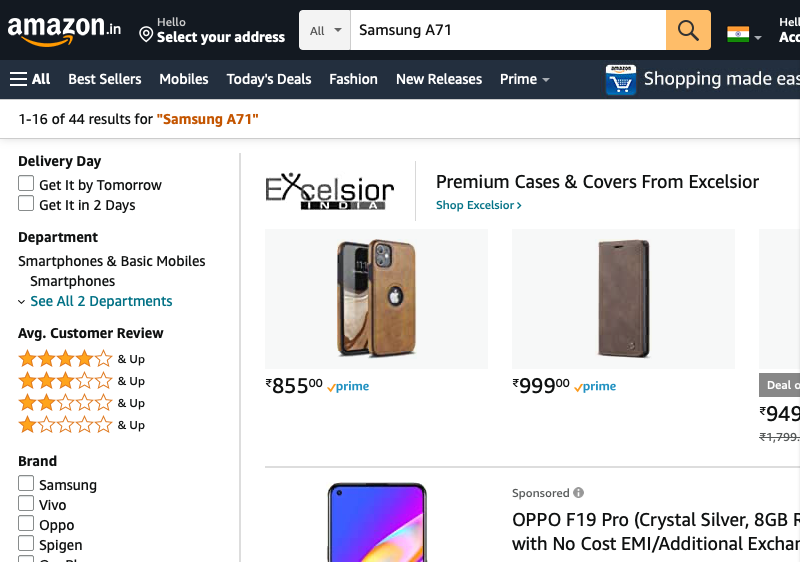 amazon.in
Hello
Select your address
All
Samsung A71
Hell
Acc
All
Best Sellers
Mobiles
Today's Deals
Fashion
New Releases
Prime
amazon
Shopping made eas
1-16 of 44 results for "Samsung A71"
Delivery Day
Get It by Tomorrow
Get It in 2 Days
Department
Smartphones & Basic Mobiles
Smartphones
See All 2 Departments
Avg. Customer Review
& Up
& Up
& Up
& Up
Brand
Samsung
Vivo
Oppo
Spigen
Excelsior
INDIA
Premium Cases & Covers From Excelsior
Shop Excelsior ›
₹85500 prime
₹99900 prime
Deal o
₹949
₹1,799.
Sponsored
OPPO F19 Pro (Crystal Silver, 8GB R
with No Cost EMI/Additional Exchan